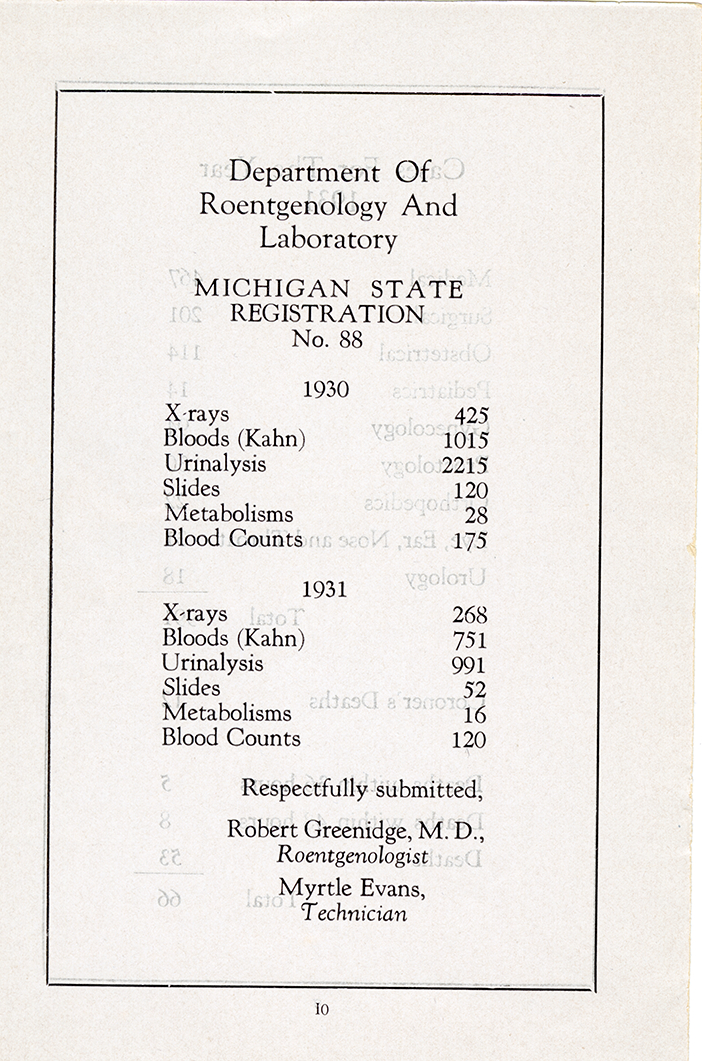 Department Of
Roentgenology And
Laboratory
MICHIGAN STATE
REGISTRATION
No. 88
1930
X-rays 425
Bloods (Kahn) 1015
Urinalysis 2215
Slides 120
Metabolisms 28
Blood Counts 175
1931
X-rays 268
Bloods (Kahn) 751
Urinalysis 991
Slides 52
Metabolisms 16
Blood Counts 120
Respectfully submitted,
Robert Greenidge, M. D.,
Roentgenologist
Myrtle Evans,
Technician
10